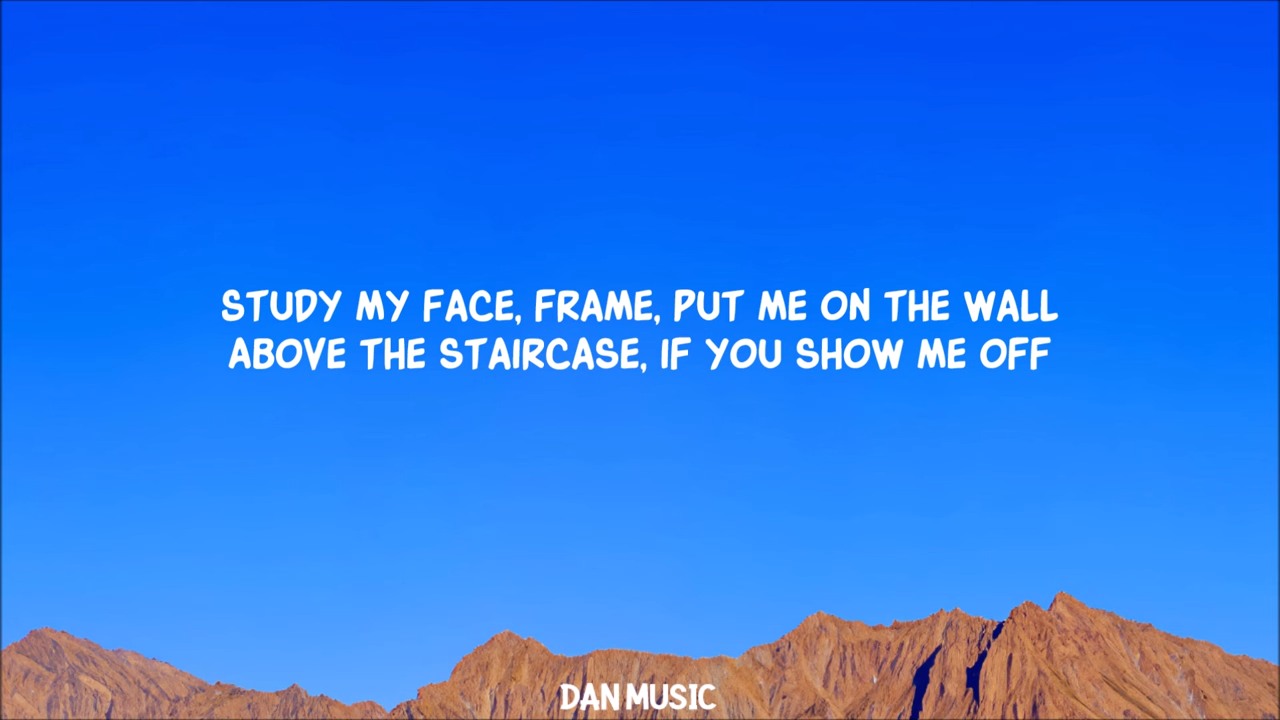 STUDY MY FACE, FRAME, PUT ME ON THE WALL
ABOVE THE STAIRCASE, IF YOU SHOW ME OFF
DAN MUSIC